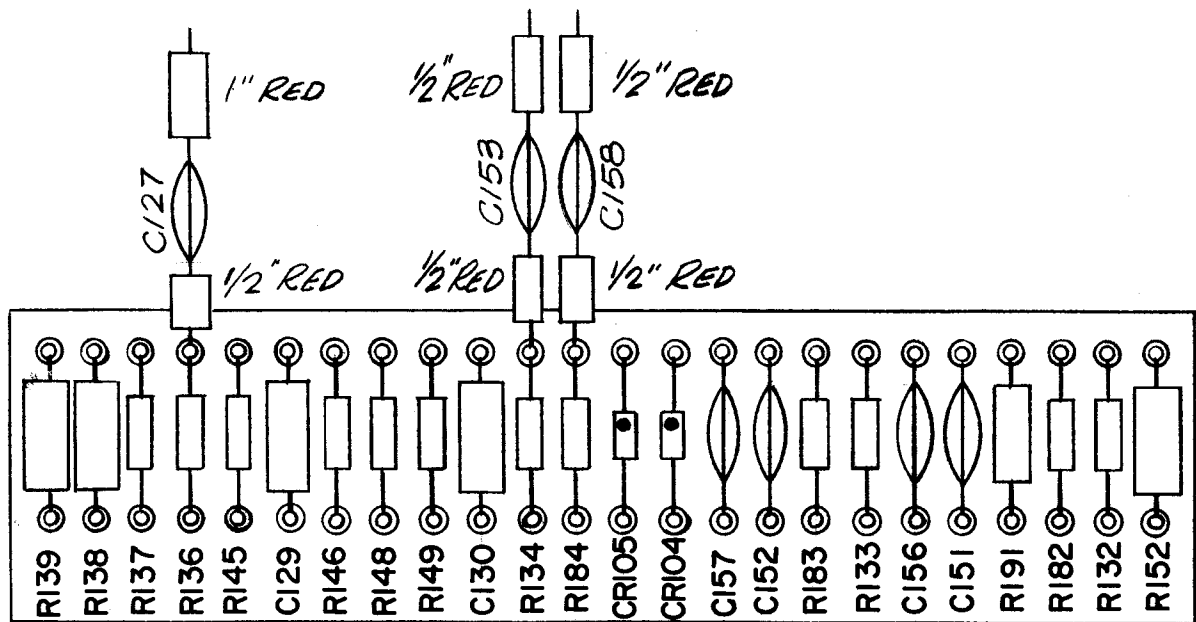 1" RED
1/2" RED
1/2" RED
C127
C153
C158
1/2" RED
1/2" RED
1/2" RED
R139
R138
R137
R136
R145
C129
R146
R148
R149
C130
R134
R184
CR105
CR104
C157
C152
R183
R133
C156
C151
R191
R182
R132
R152